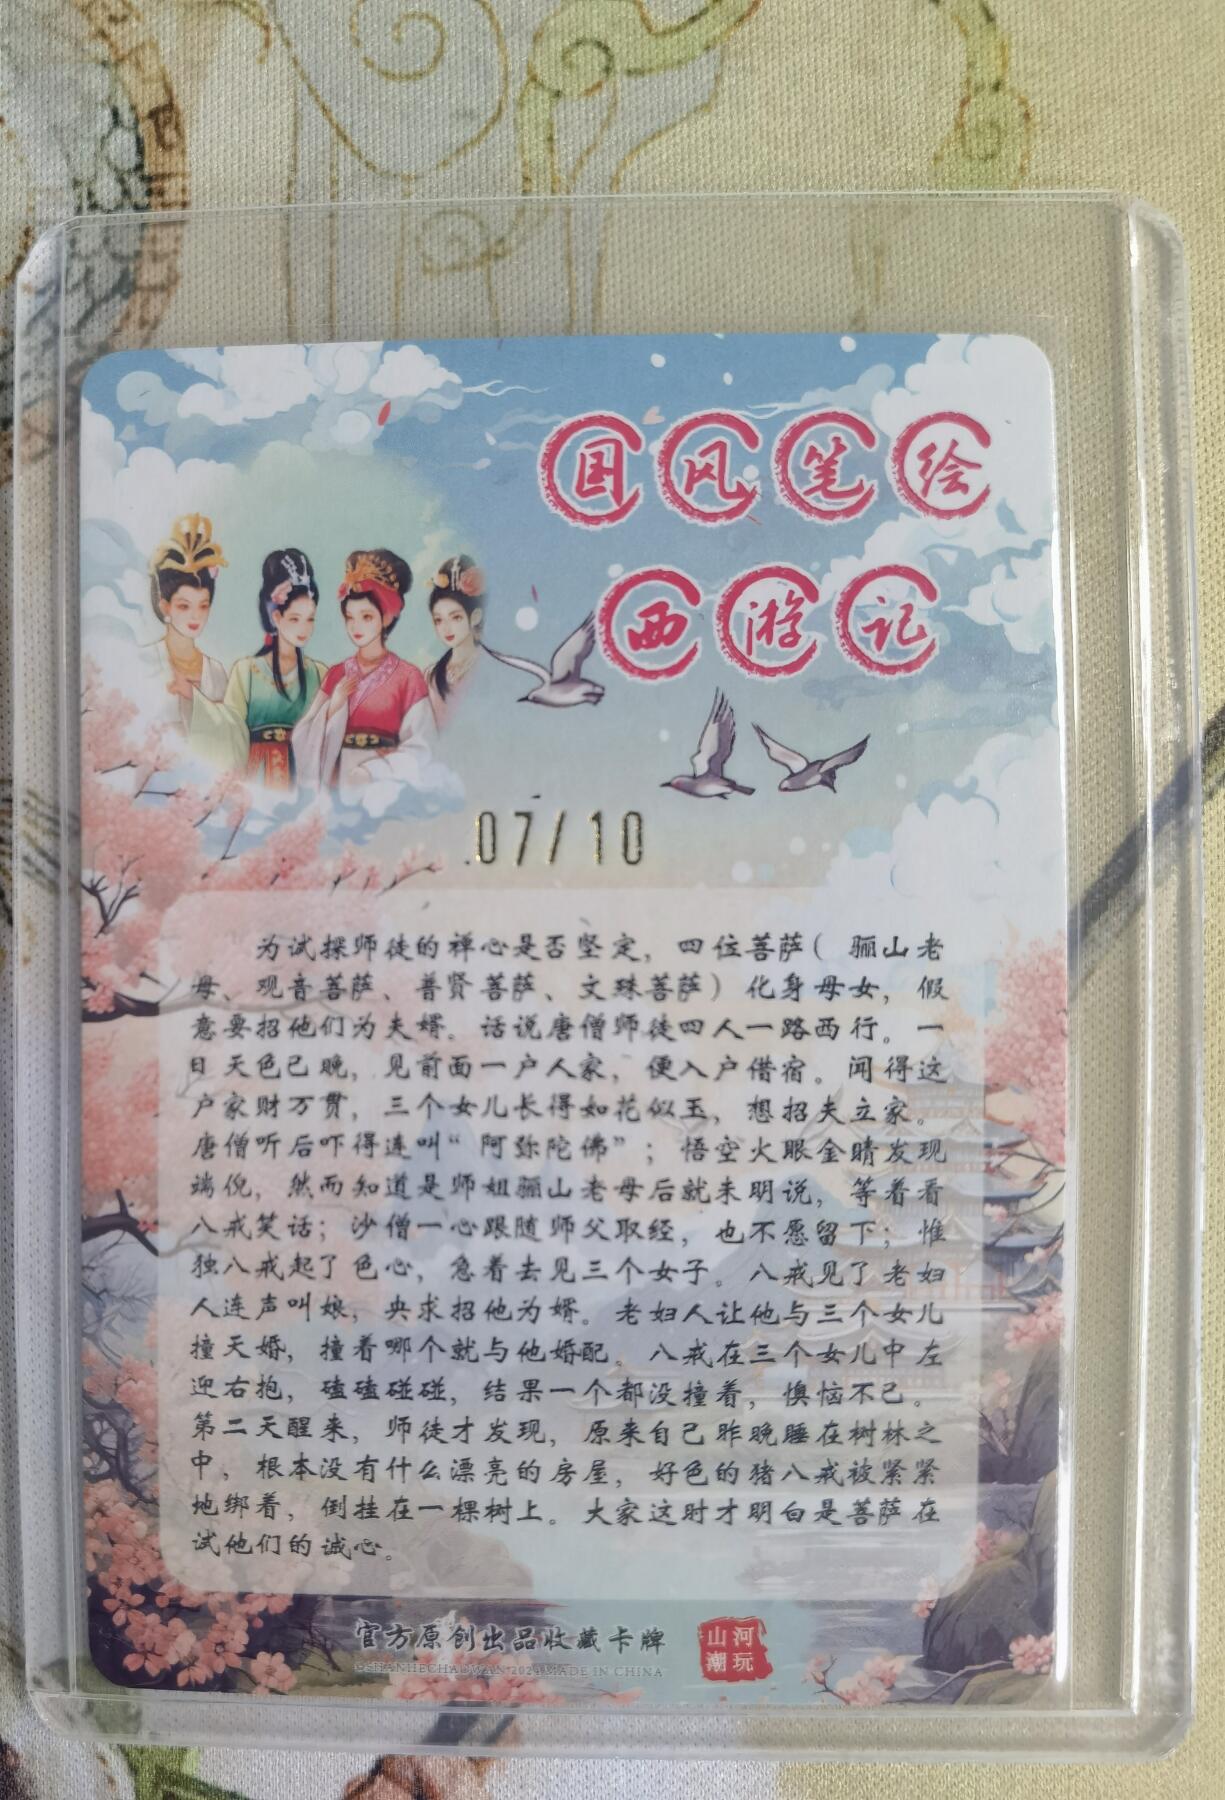 国风笔绘
西游记
07/10
为试探师徒的禅心是否坚定，四位菩萨（骊山老
母、观音菩萨、普贤菩萨、文殊菩萨）化身母女，假
意要招他们为夫婿。话说唐僧师徒四人一路西行。一
日天色已晚，见前面一户人家，便入户借宿。闻得这
户家财万贯，三个女儿长得如花似玉，想招夫立家。
唐僧听后吓得连叫“阿弥陀佛”；悟空火眼金睛发现
端倪，然而知道是师姐骊山老母后就未明说，等着看
八戒笑话；沙僧一心跟随师父取经，也不愿留下；惟
独八戒起了色心，急着去见三个女子。八戒见了老妇
人连声叫娘，央求招他为婿。老妇人让他与三个女儿
撞天婚，撞着哪个就与他婚配。八戒在三个女儿中左
迎右抱，磕磕碰碰，结果一个都没撞着，懊恼不已。
第二天醒来，师徒才发现，原来自己昨晚睡在树林之
中，根本没有什么漂亮的房屋，好色的猪八戒被紧紧
地绑着，倒挂在一棵树上。大家这时才明白是菩萨在
试他们的诚心。
官方原创出品收藏卡牌
SHANHECHAOWAN 2024 MADE IN CHINA
山河
潮玩